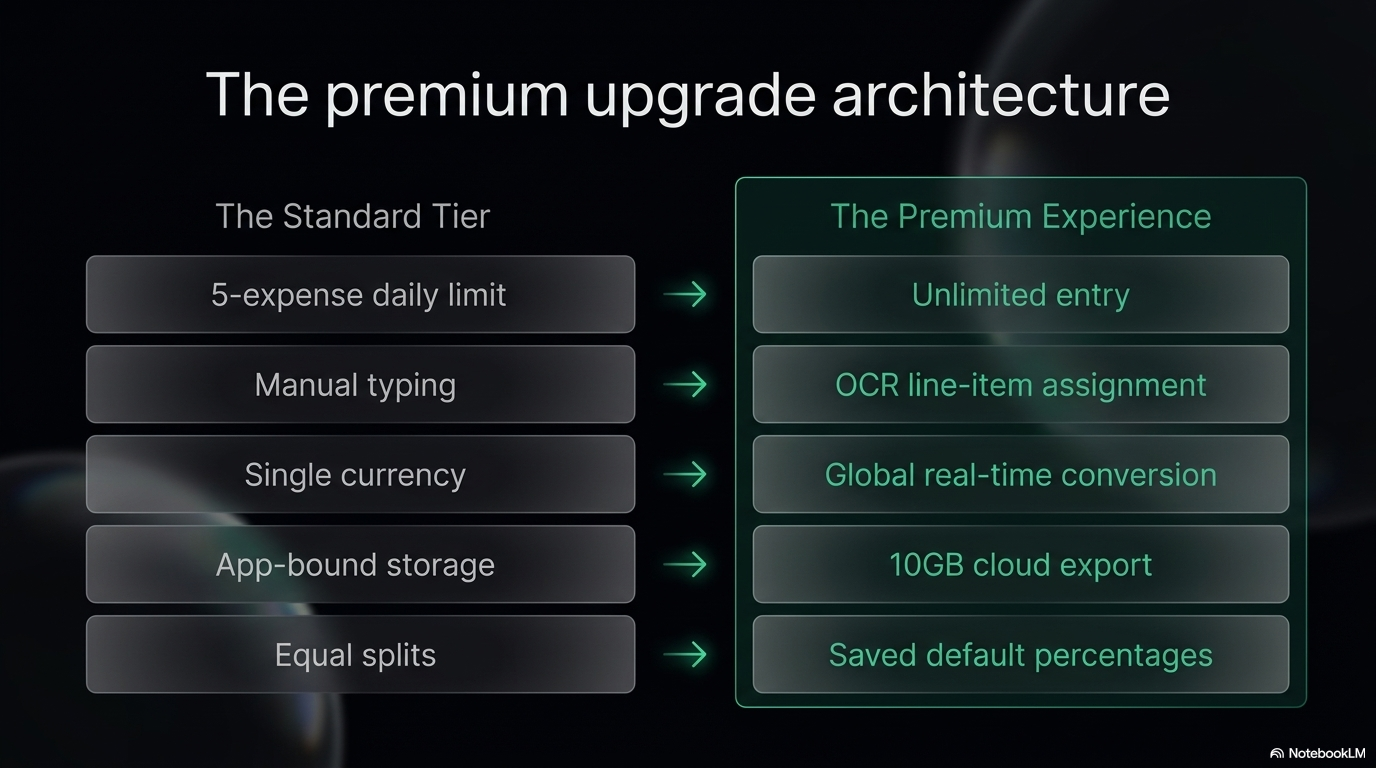 The premium upgrade architecture
The Standard Tier
The Premium Experience
5-expense daily limit
→
Unlimited entry
Manual typing
→
OCR line-item assignment
Single currency
→
Global real-time conversion
App-bound storage
→
10GB cloud export
Equal splits
→
Saved default percentages
NotebookLM